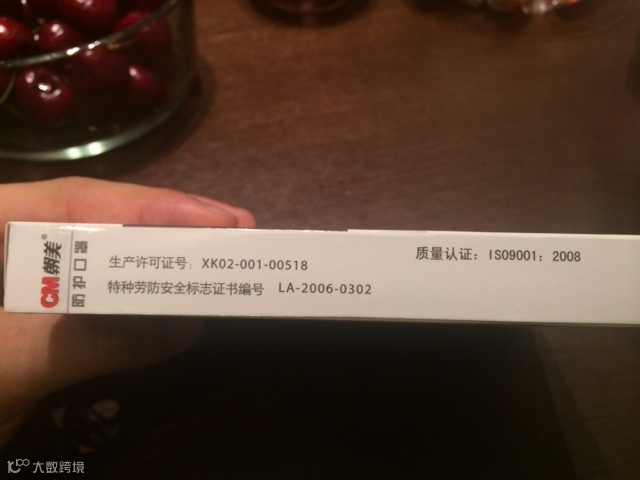 CM朝美®
防护口罩
生产许可证号：XK02-001-00518
特种劳防安全标志证书编号 LA-2006-0302
质量认证：ISO9001：2008
大数跨境